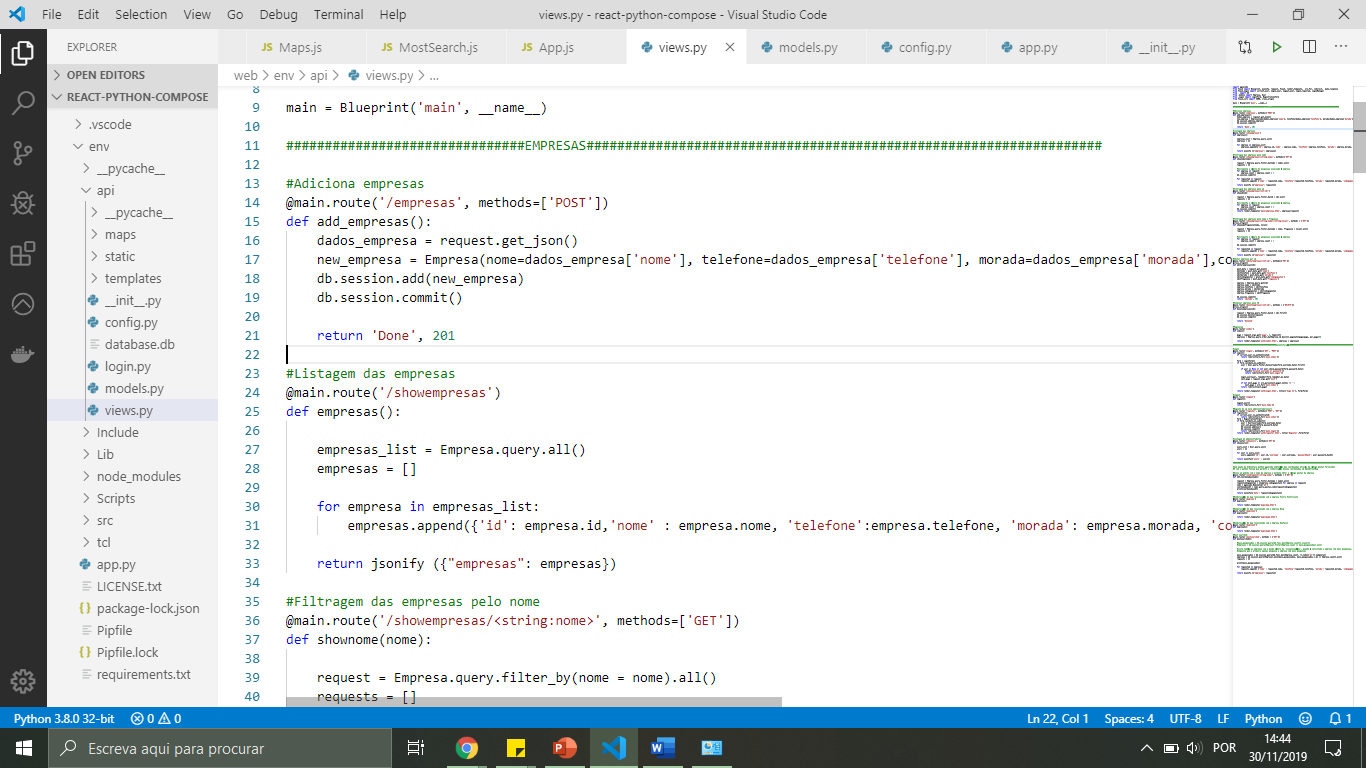 File Edit Selection View Go Debug Terminal Help views.py - react-python-compose - Visual Studio Code
EXPLORER
OPEN EDITORS
REACT-PYTHON-COMPOSE
.vscode
env
__pycache__
api
__pycache__
maps
static
templates
__init__.py
config.py
database.db
login.py
models.py
views.py
Include
Lib
node_modules
Scripts
src
tcl
app.py
LICENSE.txt
package-lock.json
Pipfile
Pipfile.lock
requirements.txt
JS Maps.js JS MostSearch.js JS App.js views.py models.py config.py app.py __init__.py
web > env > api > views.py > ...
8
9 main = Blueprint('main', __name__)
10
11 ###############################EMPRESAS###################################################################
12
13 #Adiciona empresas
14 @main.route('/empresas', methods=['POST'])
15 def add_empresas():
16 dados_empresa = request.get_json()
17 new_empresa = Empresa(nome=dados_empresa['nome'], telefone=dados_empresa['telefone'], morada=dados_empresa['morada'],co
18 db.session.add(new_empresa)
19 db.session.commit()
20
21 return 'Done', 201
22
23 #Listagem das empresas
24 @main.route('/showempresas')
25 def empresas():
26
27 empresas_list = Empresa.query.all()
28 empresas = []
29
30 for empresa in empresas_list:
31 empresas.append({'id': empresa.id,'nome' : empresa.nome, 'telefone':empresa.telefone, 'morada': empresa.morada, 'co
32
33 return jsonify ({"empresas": empresas})
34
35 #Filtragem das empresas pelo nome
36 @main.route('/showempresas/<string:nome>', methods=['GET'])
37 def shownome(nome):
38
39 request = Empresa.query.filter_by(nome = nome).all()
40 requests = []
Python 3.8.0 32-bit 0 0 Ln 22, Col 1 Spaces: 4 UTF-8 LF Python 1
Escreva aqui para procurar
POR
14:44
30/11/2019